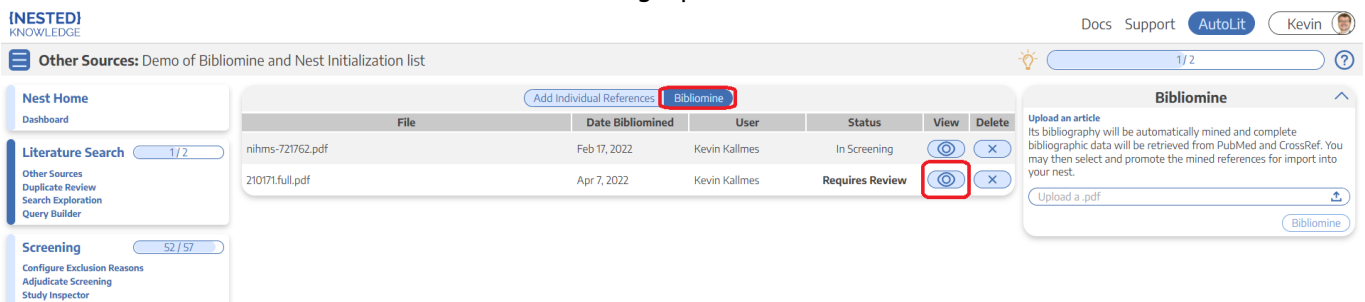 {NESTED}
KNOWLEDGE
Docs Support AutoLit Kevin
Other Sources: Demo of Bibliomine and Nest Initialization list
1/2
Nest Home
Dashboard
Literature Search 1/2
Other Sources
Duplicate Review
Search Exploration
Query Builder
Screening 52/57
Configure Exclusion Reasons
Adjudicate Screening
Study Inspector
Add Individual References Bibliomine
File Date Bibliomined User Status View Delete
nihms-721762.pdf Feb 17, 2022 Kevin Kallmes In Screening
210171.full.pdf Apr 7, 2022 Kevin Kallmes Requires Review
Bibliomine
Upload an article
Its bibliography will be automatically mined and complete
bibliographic data will be retrieved from PubMed and CrossRef. You
may then select and promote the mined references for import into
your nest.
Upload a .pdf
Bibliomine